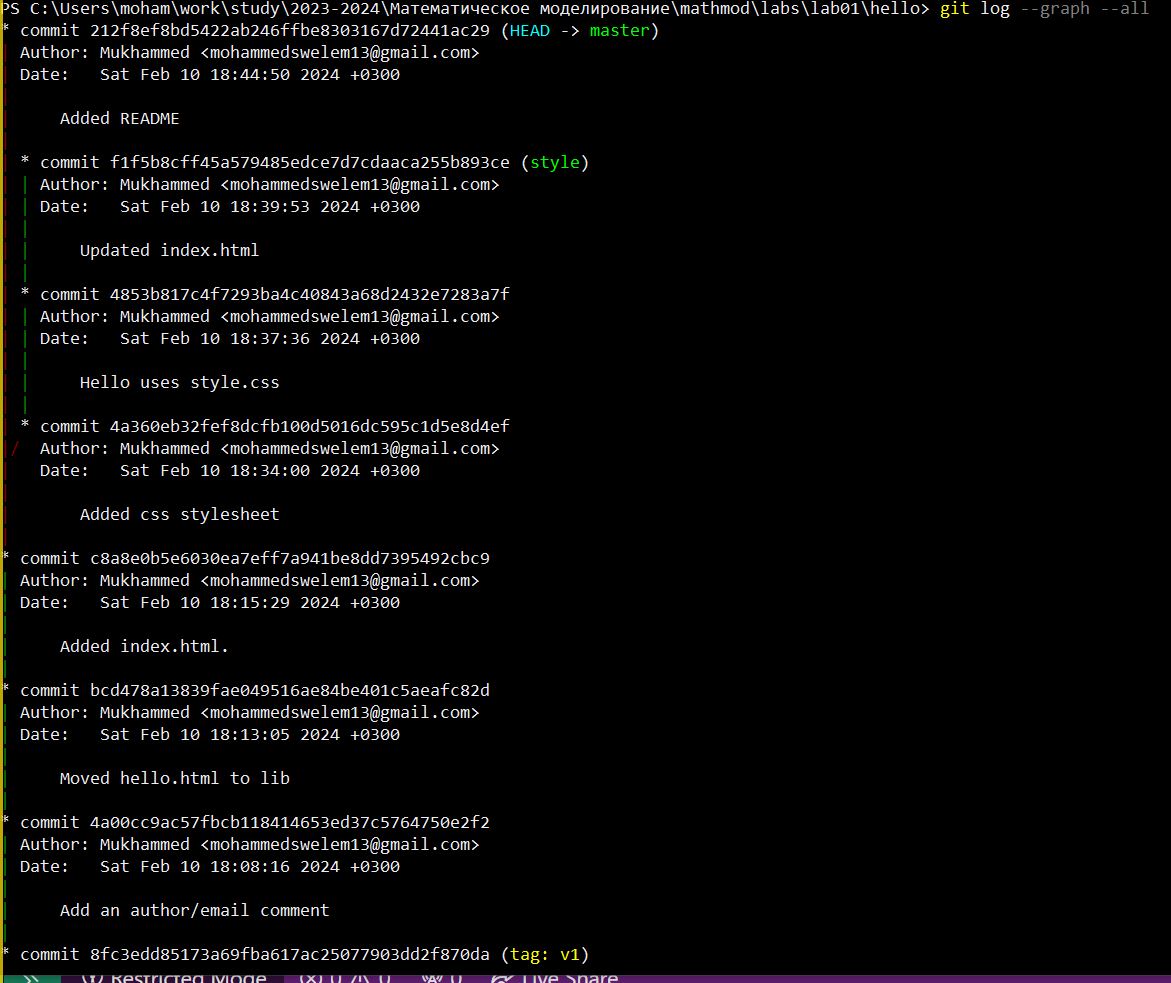 PS C:\Users\moham\work\study\2023-2024\Математическое моделирование\mathmod\labs\lab01\hello> git log --graph --all
* commit 212f8ef8bd5422ab246ffbe8303167d72441ac29 (HEAD -> master)
| Author: Mukhammed <mohammedswelem13@gmail.com>
| Date:   Sat Feb 10 18:44:50 2024 +0300
|
|     Added README
|
| * commit f1f5b8cff45a579485edce7d7cdaaca255b893ce (style)
| | Author: Mukhammed <mohammedswelem13@gmail.com>
| | Date:   Sat Feb 10 18:39:53 2024 +0300
| |
| |     Updated index.html
| |
| * commit 4853b817c4f7293ba4c40843a68d2432e7283a7f
| | Author: Mukhammed <mohammedswelem13@gmail.com>
| | Date:   Sat Feb 10 18:37:36 2024 +0300
| |
| |     Hello uses style.css
| |
| * commit 4a360eb32fef8dcfb100d5016dc595c1d5e8d4ef
|/  Author: Mukhammed <mohammedswelem13@gmail.com>
|   Date:   Sat Feb 10 18:34:00 2024 +0300
|
|       Added css stylesheet
|
* commit c8a8e0b5e6030ea7eff7a941be8dd7395492cbc9
| Author: Mukhammed <mohammedswelem13@gmail.com>
| Date:   Sat Feb 10 18:15:29 2024 +0300
|
|     Added index.html.
|
* commit bcd478a13839fae049516ae84be401c5aeafc82d
| Author: Mukhammed <mohammedswelem13@gmail.com>
| Date:   Sat Feb 10 18:13:05 2024 +0300
|
|     Moved hello.html to lib
|
* commit 4a00cc9ac57fbcb118414653ed37c5764750e2f2
| Author: Mukhammed <mohammedswelem13@gmail.com>
| Date:   Sat Feb 10 18:08:16 2024 +0300
|
|     Add an author/email comment
|
* commit 8fc3edd85173a69fba617ac25077903dd2f870da (tag: v1)
Restricted Mode 0 0 0 Live Share